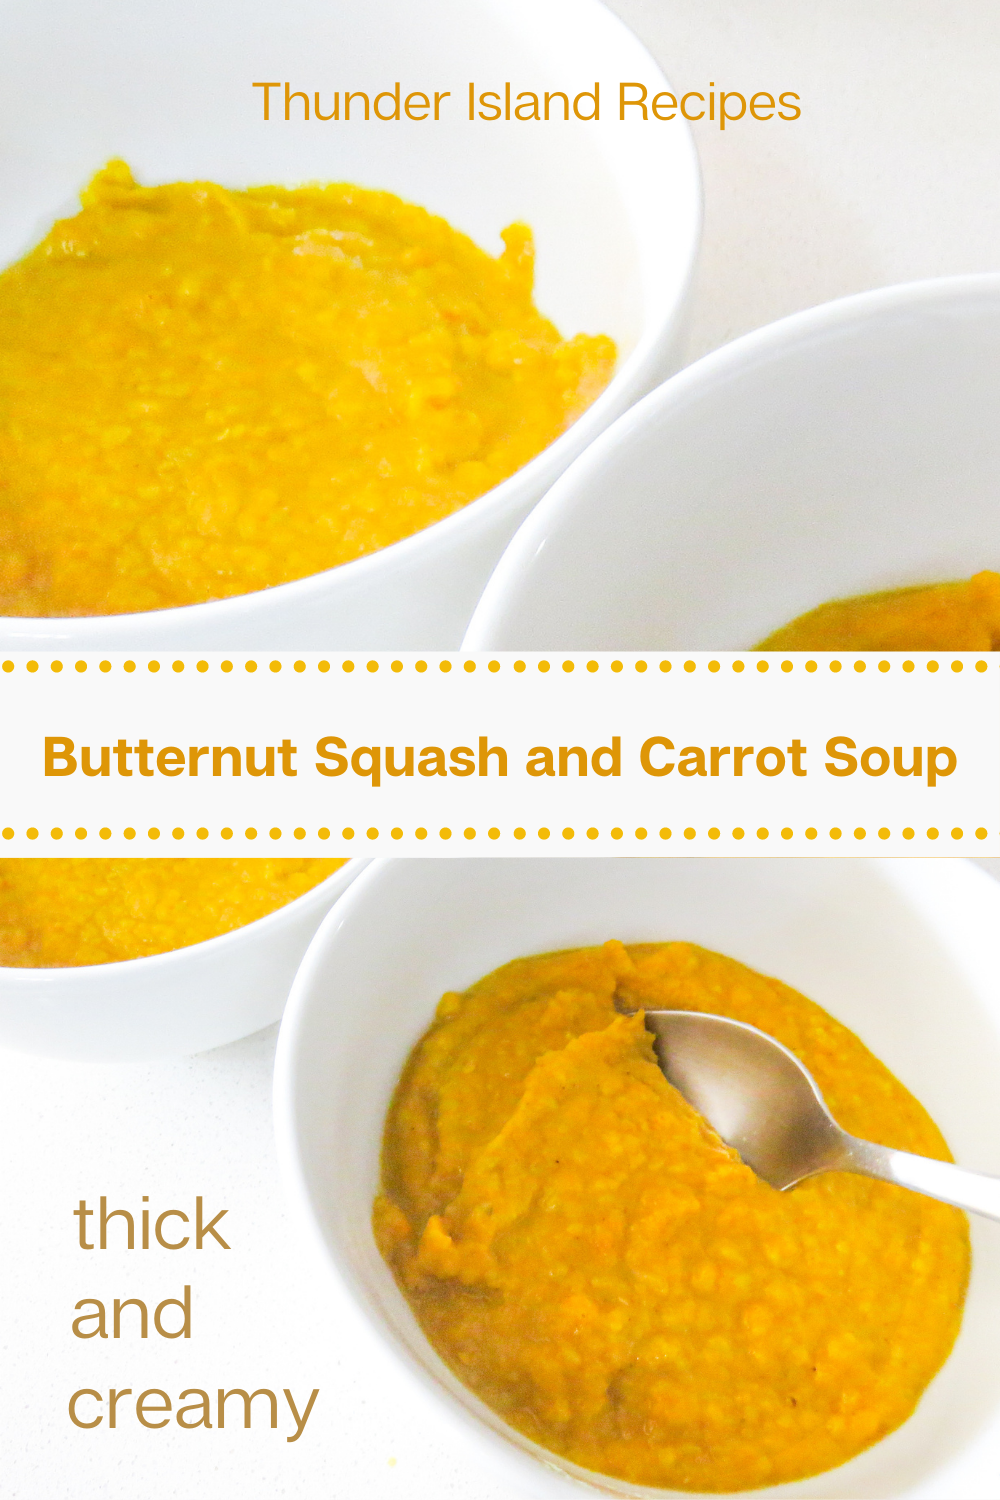 Thunder Island Recipes
Butternut Squash and Carrot Soup
thick
and
creamy